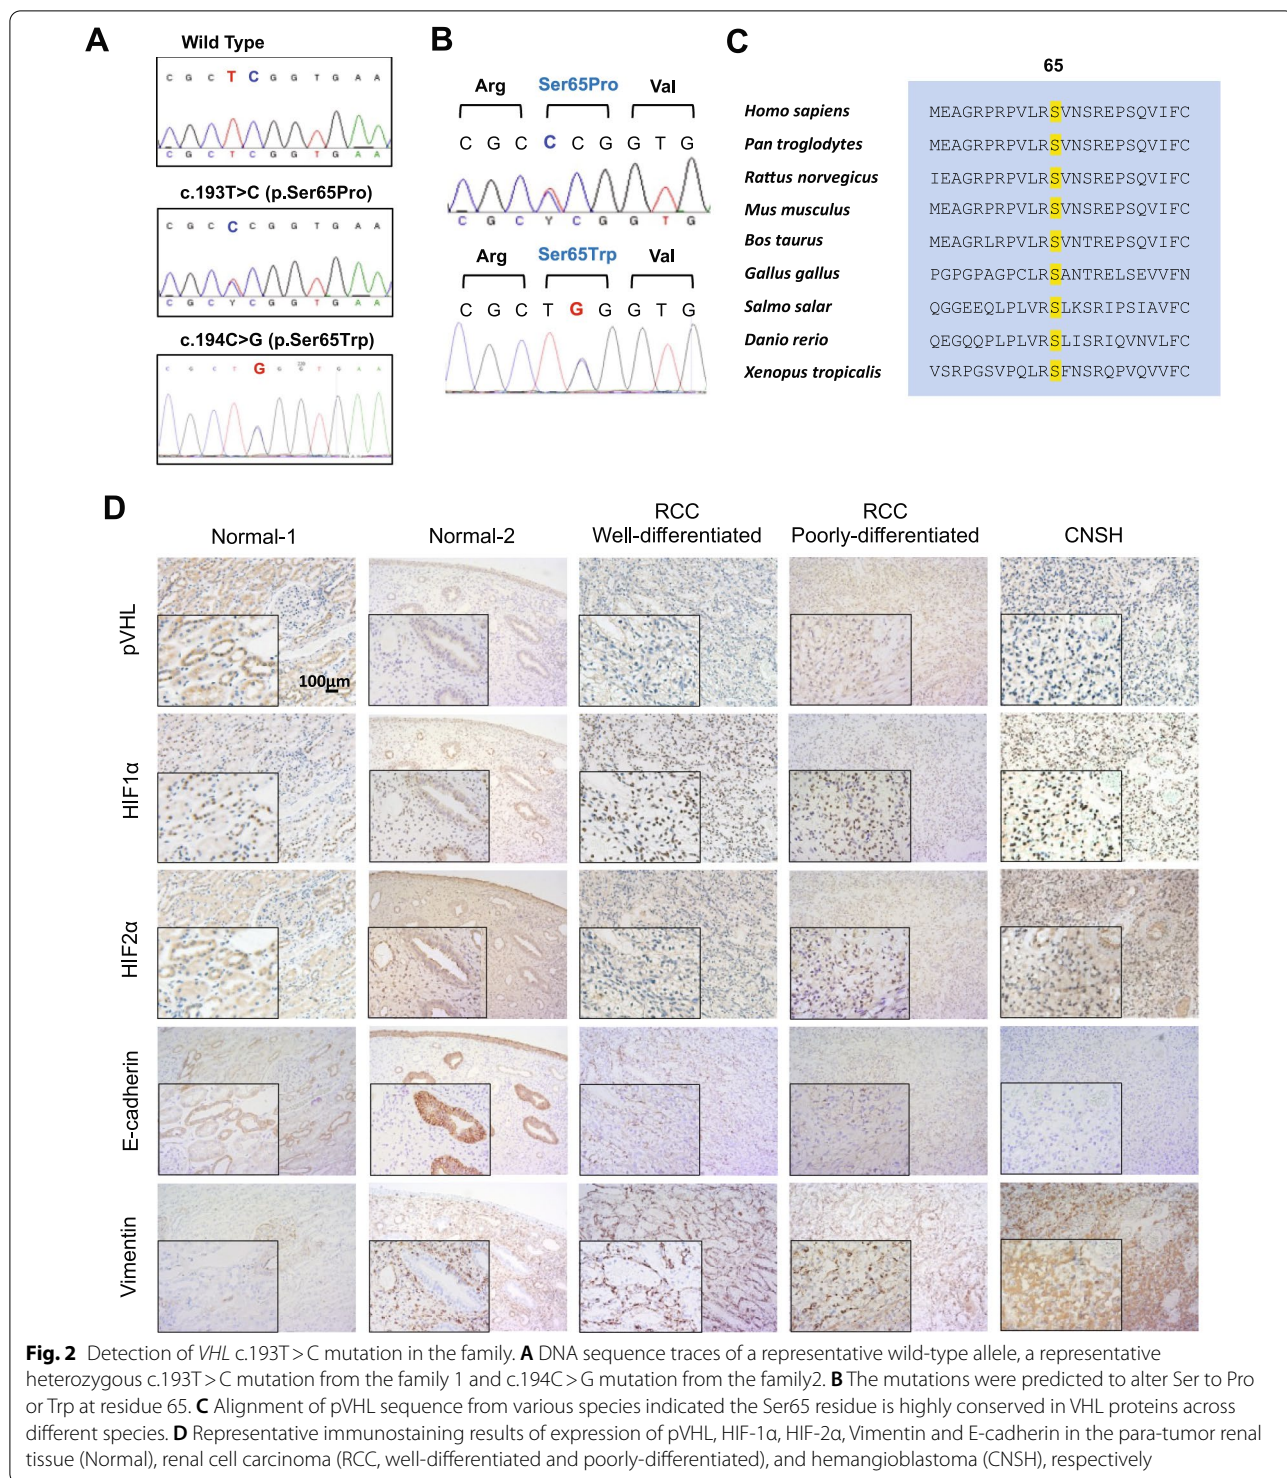 A
Wild Type
C G C T C G G T G A A
C G C T C G G T G A A
c.193T>C (p.Ser65Pro)
C G C C C G G T G A A
C G C Y C G G T G A A
c.194C>G (p.Ser65Trp)
C G C T G G G T G A A
B
Arg Ser65Pro Val
C G C C C G G T G
C G C Y C G G T G
Arg Ser65Trp Val
C G C T G G G T G
C
65
Homo sapiens MEAGRPRPVLRSVNSREPSQVIFC
Pan troglodytes MEAGRPRPVLRSVNSREPSQVIFC
Rattus norvegicus IEAGRPRPVLRSVNSREPSQVIFC
Mus musculus MEAGRPRPVLRSVNSREPSQVIFC
Bos taurus MEAGRLRPVLRSVNTREPSQVIFC
Gallus gallus PGPGPAGPCLRSANTRELSEVVFN
Salmo salar QGGEEQLPLVRSLKSRIPSIAVFC
Danio rerio QEGQQPLPLVRSLISRIQVNVLFC
Xenopus tropicalis VSRPGSVPQLRSFNSRQPVQVVFC
D
Normal-1 Normal-2 RCC Well-differentiated RCC Poorly-differentiated CNSH
pVHL
100μm
HIF1α
HIF2α
E-cadherin
Vimentin
Fig. 2 Detection of VHL c.193T > C mutation in the family. A DNA sequence traces of a representative wild-type allele, a representative
heterozygous c.193T > C mutation from the family 1 and c.194C > G mutation from the family2. B The mutations were predicted to alter Ser to Pro
or Trp at residue 65. C Alignment of pVHL sequence from various species indicated the Ser65 residue is highly conserved in VHL proteins across
different species. D Representative immunostaining results of expression of pVHL, HIF-1α, HIF-2α, Vimentin and E-cadherin in the para-tumor renal
tissue (Normal), renal cell carcinoma (RCC, well-differentiated and poorly-differentiated), and hemangioblastoma (CNSH), respectively